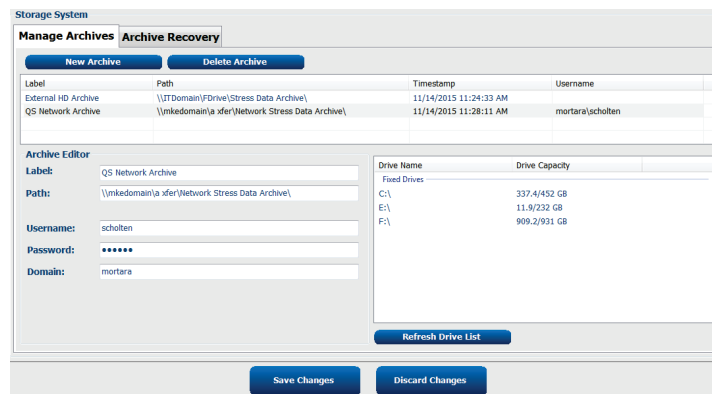 Storage System
Manage Archives Archive Recovery
New Archive Delete Archive
Label Path Timestamp Username
External HD Archive \\ITDomain\FDrive\Stress Data Archive\ 11/14/2015 11:24:33 AM
QS Network Archive \\mkedomain\a xfer\Network Stress Data Archive\ 11/14/2015 11:28:11 AM mortara\scholten
Archive Editor
Label: QS Network Archive
Path: \\mkedomain\a xfer\Network Stress Data Archive\
Username: scholten
Password: ••••••
Domain: mortara
Drive Name Drive Capacity
Fixed Drives
C:\ 337.4/452 GB
E:\ 11.9/232 GB
F:\ 909.2/931 GB
Refresh Drive List
Save Changes Discard Changes